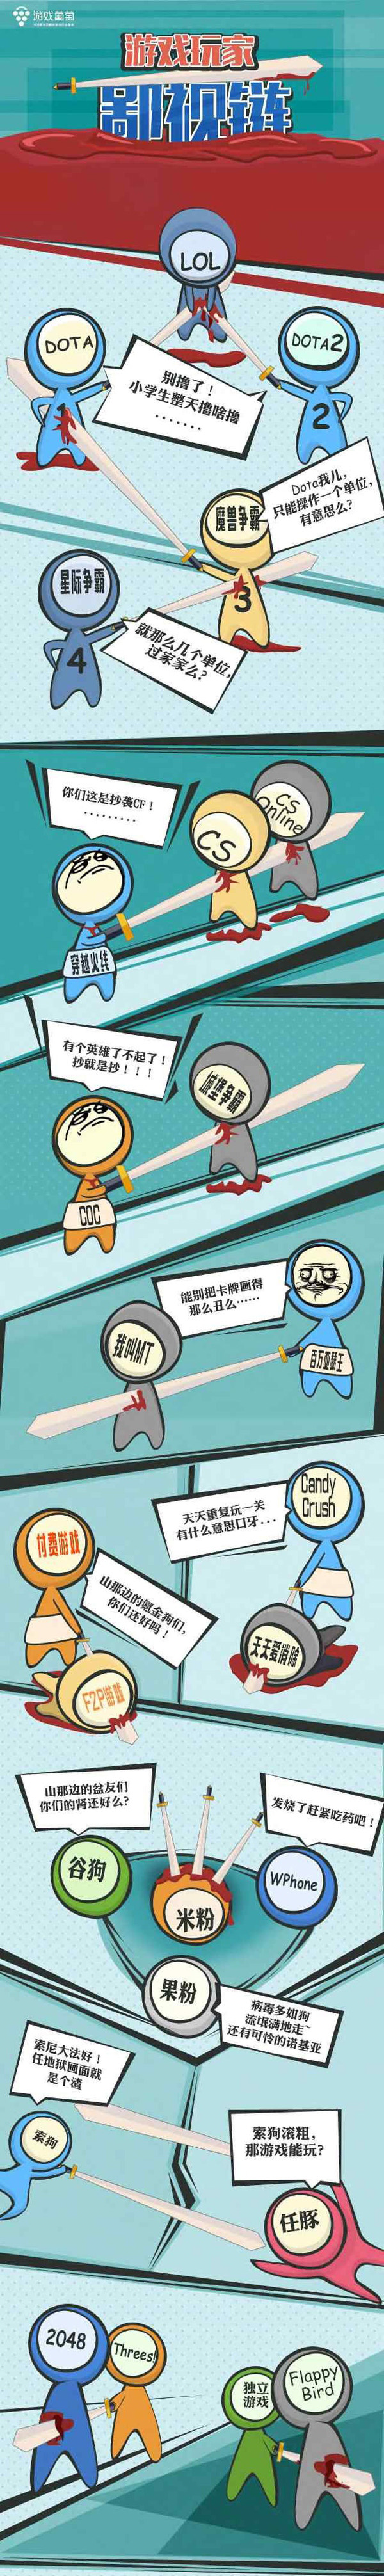 游戏葡萄
游戏玩家
鄙视链
LOL
DOTA
DOTA2
别撸了！
小学生整天撸啥撸
·······
1
2
Dota我儿，
只能操作一个单位，
有意思么？
魔兽争霸
3
星际争霸
4
就那么几个单位，
过家家么？
你们这是抄袭CF！
·········
CS
CS
Online
穿越火线
有个英雄了不起了！
抄就是抄！！！
城堡争霸
COC
能别把卡牌画得
那么丑么……
我叫MT
百万亚瑟王
Candy
Crush
天天重复玩一关
有什么意思口牙...
付费游戏
山那边的氪金狗们，
你们还好吗！
F2P游戏
天天爱消除
山那边的盆友们
你们的肾还好么？
发烧了赶紧吃药吧！
谷狗
米粉
WPhone
果粉
病毒多如狗
流氓满地走~
还有可怜的诺基亚
索尼大法好！
任地狱画面就
是个渣
索狗
索狗滚粗，
那游戏能玩？
任豚
2048
Threes!
独立
游戏
Flappy
Bird